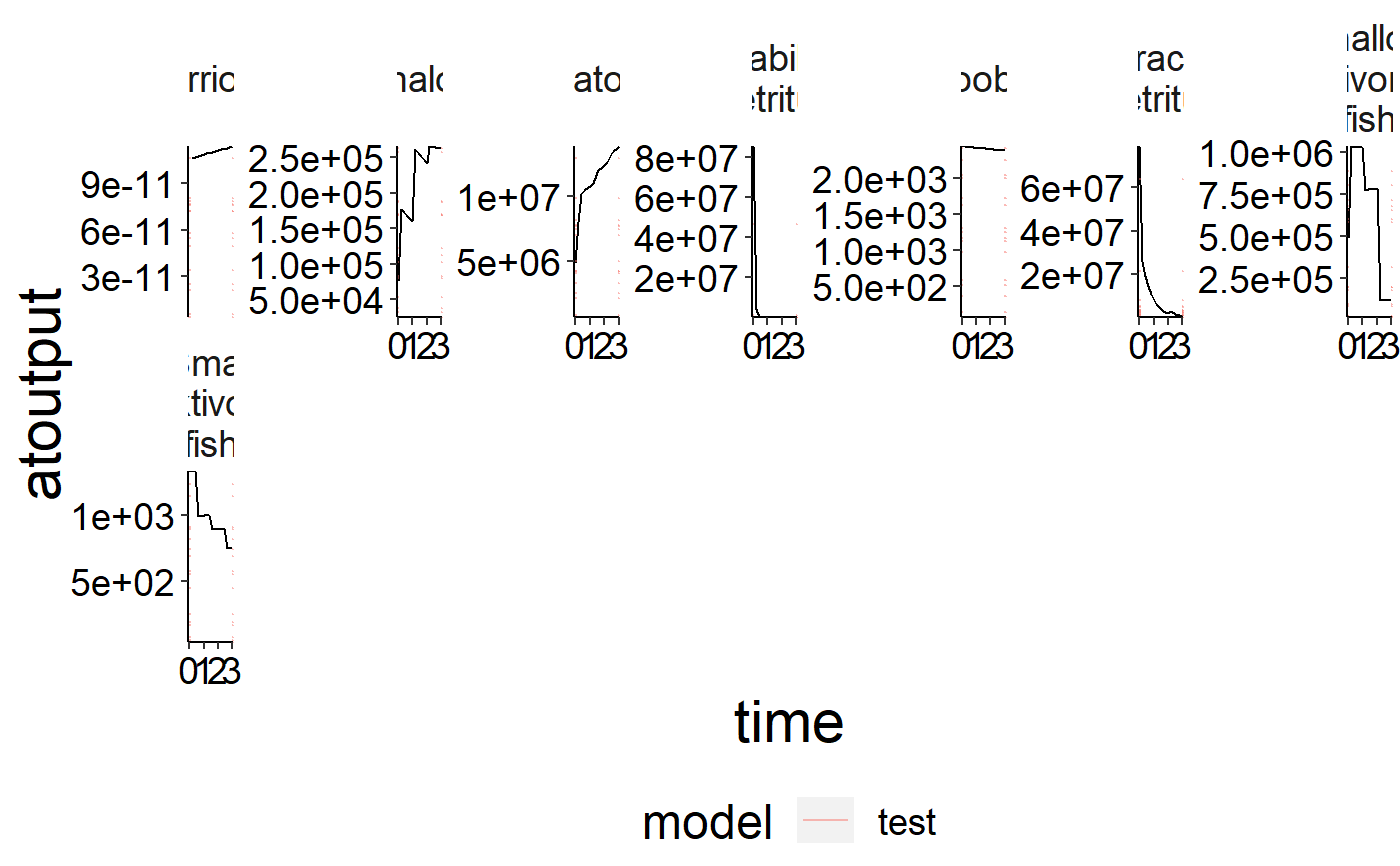 rric
nalc
ato
abi
etrit
oob
rac
etrit
allo
ivor
fish
9e-11
6e-11
3e-11
2.5e+05
2.0e+05
1.5e+05
1.0e+05
5.0e+04
0123
1e+07
5e+06
0123
8e+07
6e+07
4e+07
2e+07
0123
2.0e+03
1.5e+03
1.0e+03
5.0e+02
0123
6e+07
4e+07
2e+07
0123
1.0e+06
7.5e+05
5.0e+05
2.5e+05
0123
Sma
ktivo
fish
1e+03
5e+02
0123
atoutput
time
model test